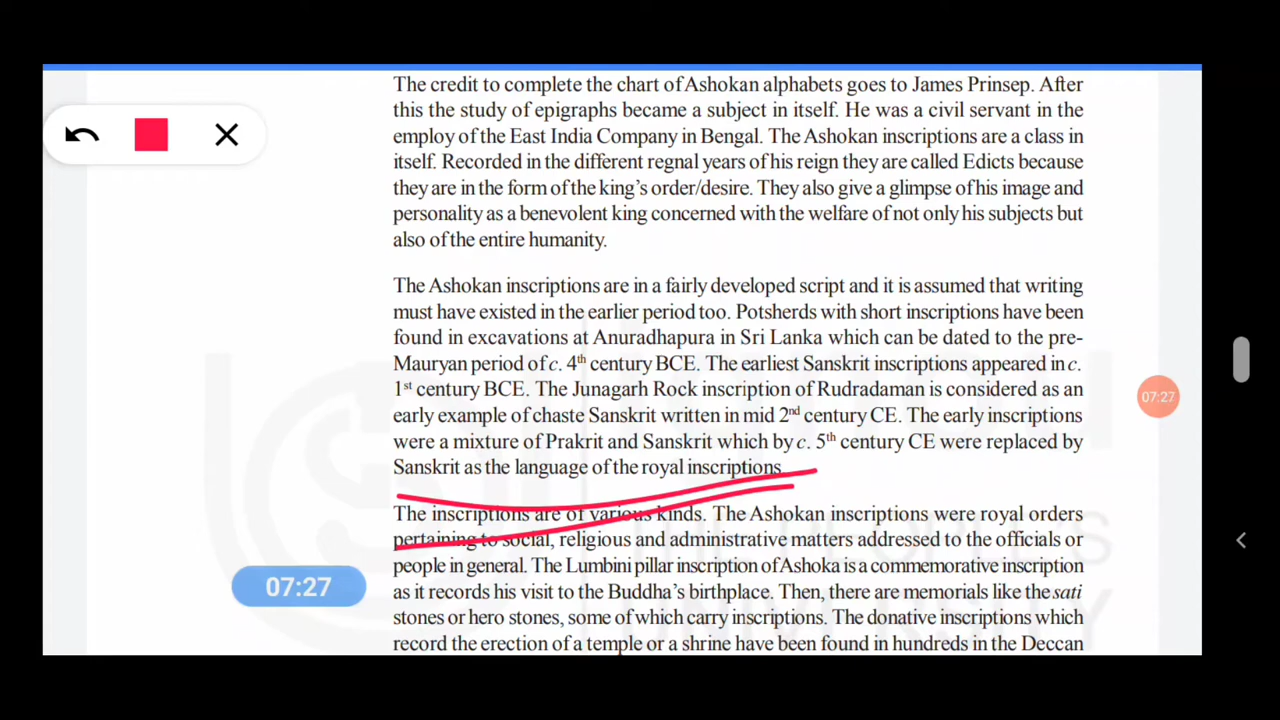 The credit to complete the chart of Ashokan alphabets goes to James Prinsep. After
this the study of epigraphs became a subject in itself. He was a civil servant in the
employ of the East India Company in Bengal. The Ashokan inscriptions are a class in
itself. Recorded in the different regnal years of his reign they are called Edicts because
they are in the form of the king's order/desire. They also give a glimpse of his image and
personality as a benevolent king concerned with the welfare of not only his subjects but
also of the entire humanity.
The Ashokan inscriptions are in a fairly developed script and it is assumed that writing
must have existed in the earlier period too. Potsherds with short inscriptions have been
found in excavations at Anuradhapura in Sri Lanka which can be dated to the pre-
Mauryan period of c. 4th century BCE. The earliest Sanskrit inscriptions appeared in c.
1st century BCE. The Junagarh Rock inscription of Rudradaman is considered as an
early example of chaste Sanskrit written in mid 2nd century CE. The early inscriptions
were a mixture of Prakrit and Sanskrit which by c. 5th century CE were replaced by
Sanskrit as the language of the royal inscriptions
The inscriptions are of various kinds. The Ashokan inscriptions were royal orders
pertaining to social, religious and administrative matters addressed to the officials or
people in general. The Lumbini pillar inscription of Ashoka is a commemorative inscription
as it records his visit to the Buddha's birthplace. Then, there are memorials like the sati
stones or hero stones, some of which carry inscriptions. The donative inscriptions which
record the erection of a temple or a shrine have been found in hundreds in the Deccan
07:27
07:27
THE PEOPLE'S
UNIVERSITY